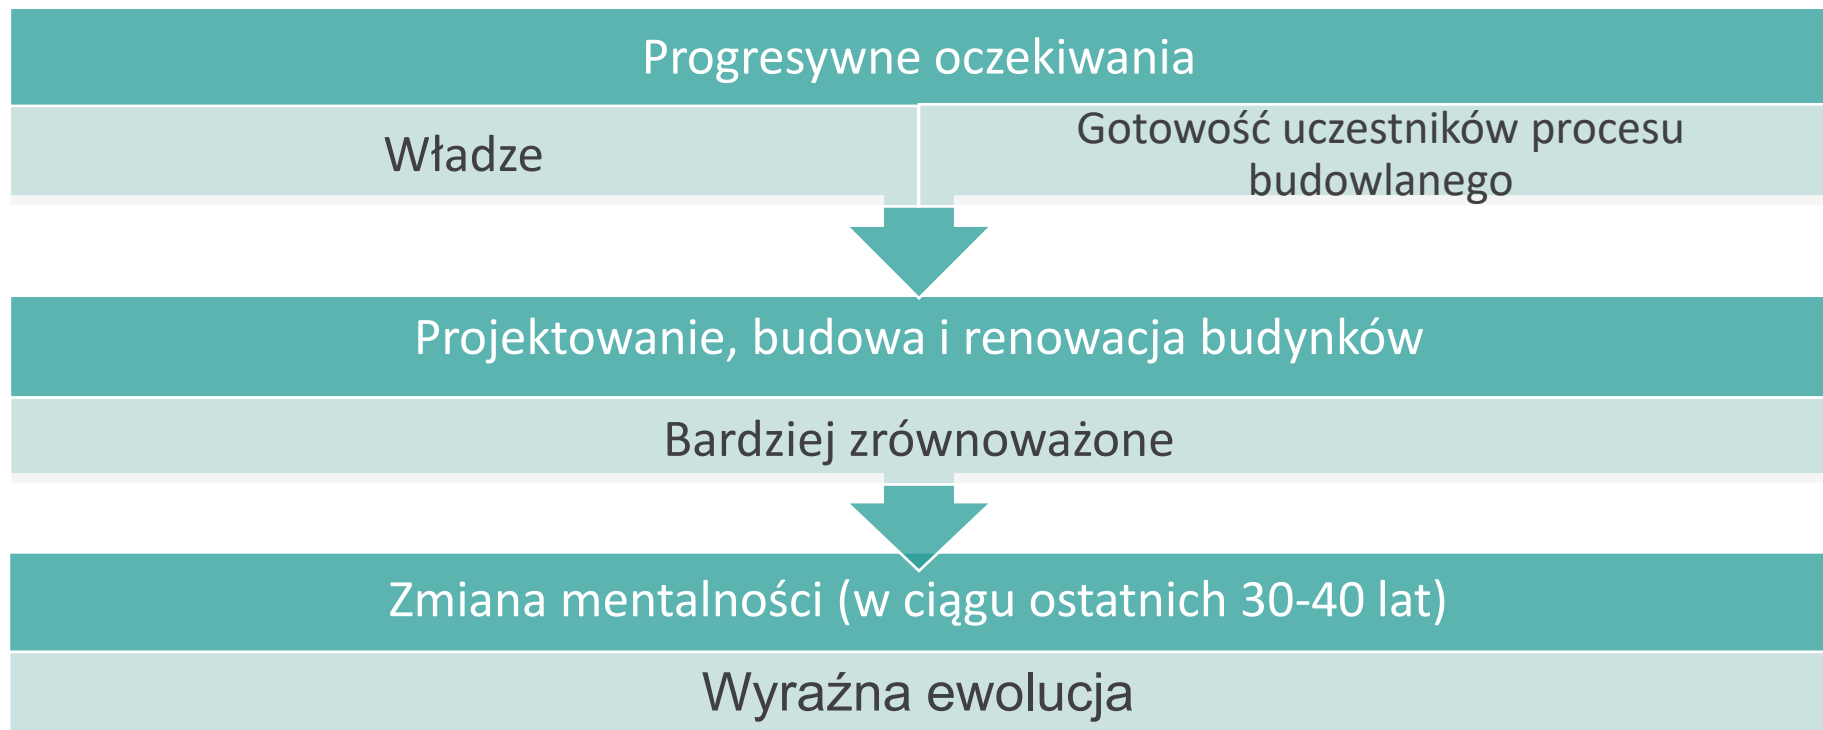 Progresywne oczekiwania
Władze
Gotowość uczestników procesu
budowlanego
Projektowanie, budowa i renowacja budynków
Bardziej zrównoważone
Zmiana mentalności (w ciągu ostatnich 30-40 lat)
Wyraźna ewolucja